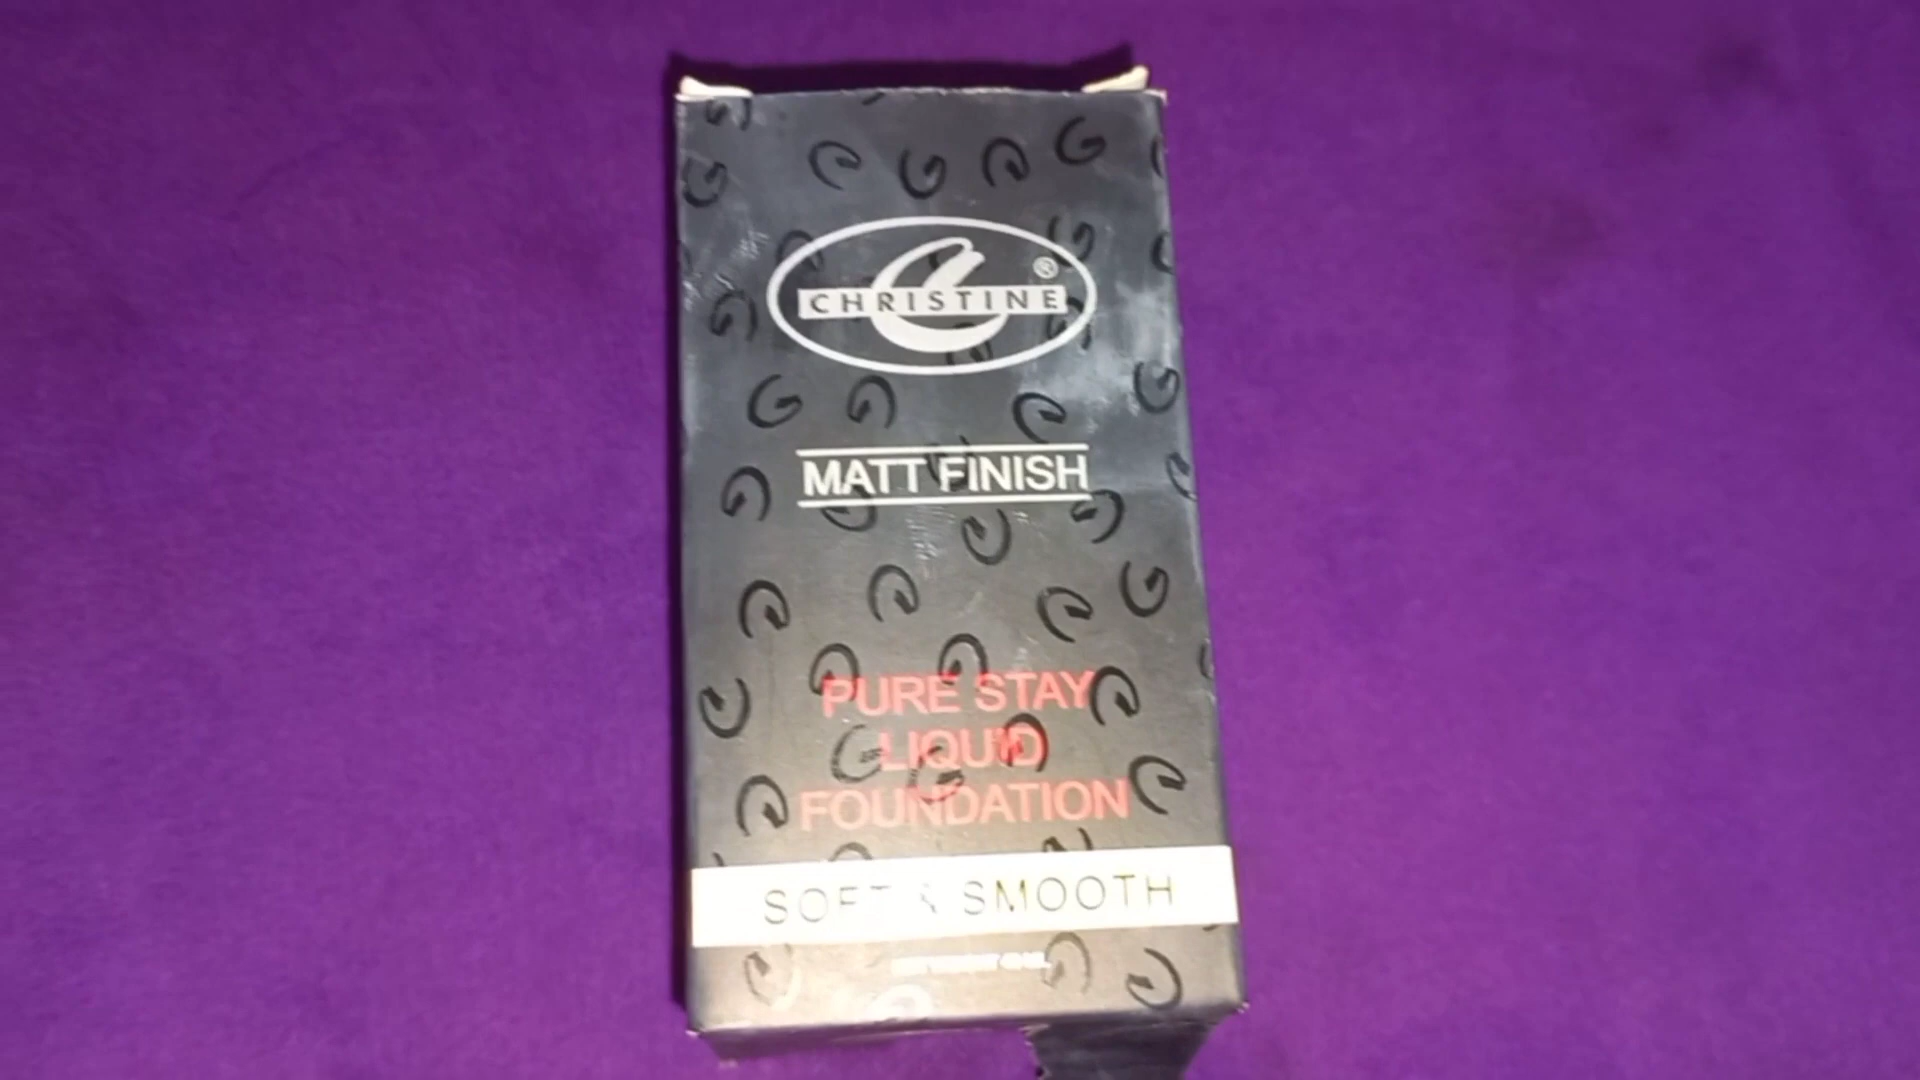 CHRISTINE®
MATT FINISH
PURE STAY
LIQUID
FOUNDATION
SOFT & SMOOTH